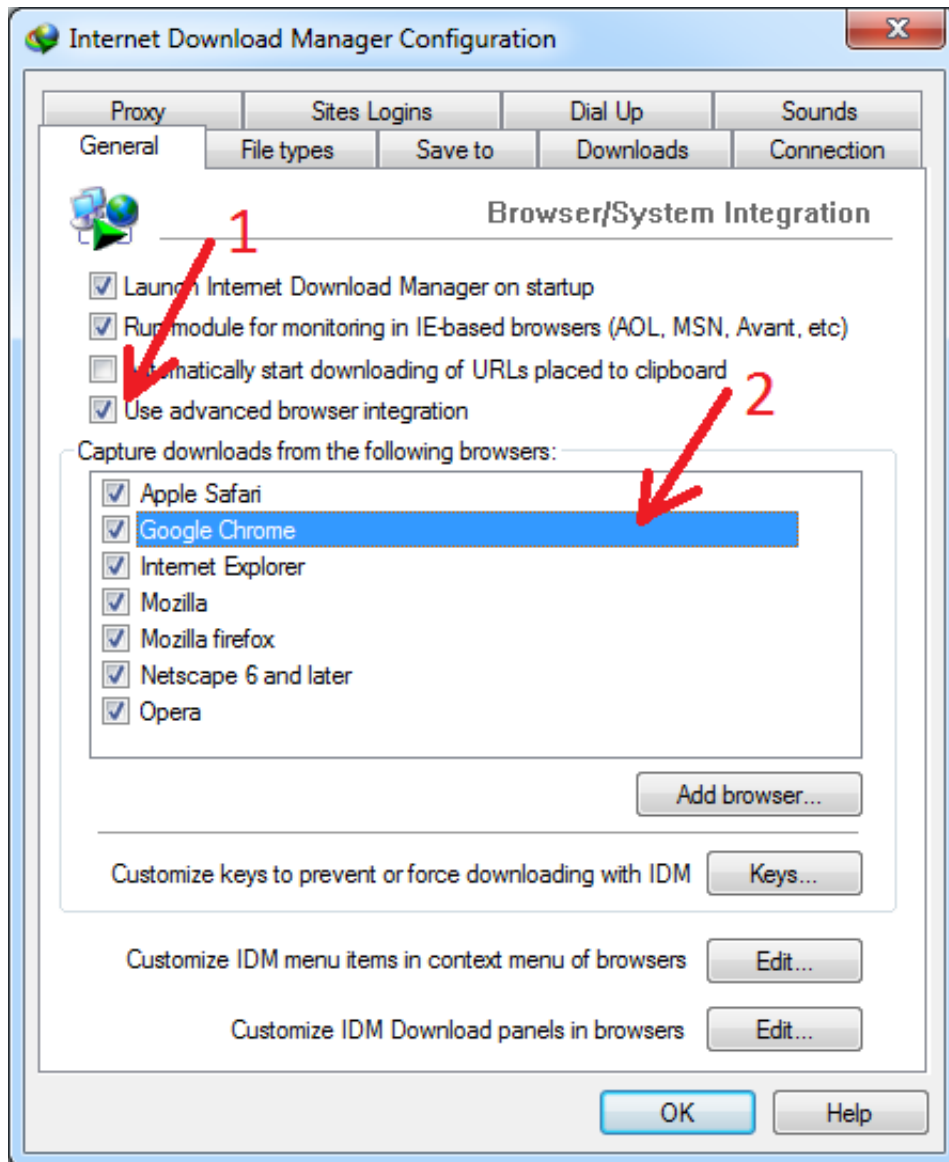 Internet Download Manager Configuration
Proxy Sites Logins Dial Up Sounds
General File types Save to Downloads Connection
Browser/System Integration
1
Launch Internet Download Manager on startup
Run module for monitoring in IE-based browsers (AOL, MSN, Avant, etc)
Automatically start downloading of URLs placed to clipboard
Use advanced browser integration
2
Capture downloads from the following browsers:
Apple Safari
Google Chrome
Internet Explorer
Mozilla
Mozilla firefox
Netscape 6 and later
Opera
Add browser...
Customize keys to prevent or force downloading with IDM Keys...
Customize IDM menu items in context menu of browsers Edit...
Customize IDM Download panels in browsers Edit...
OK Help